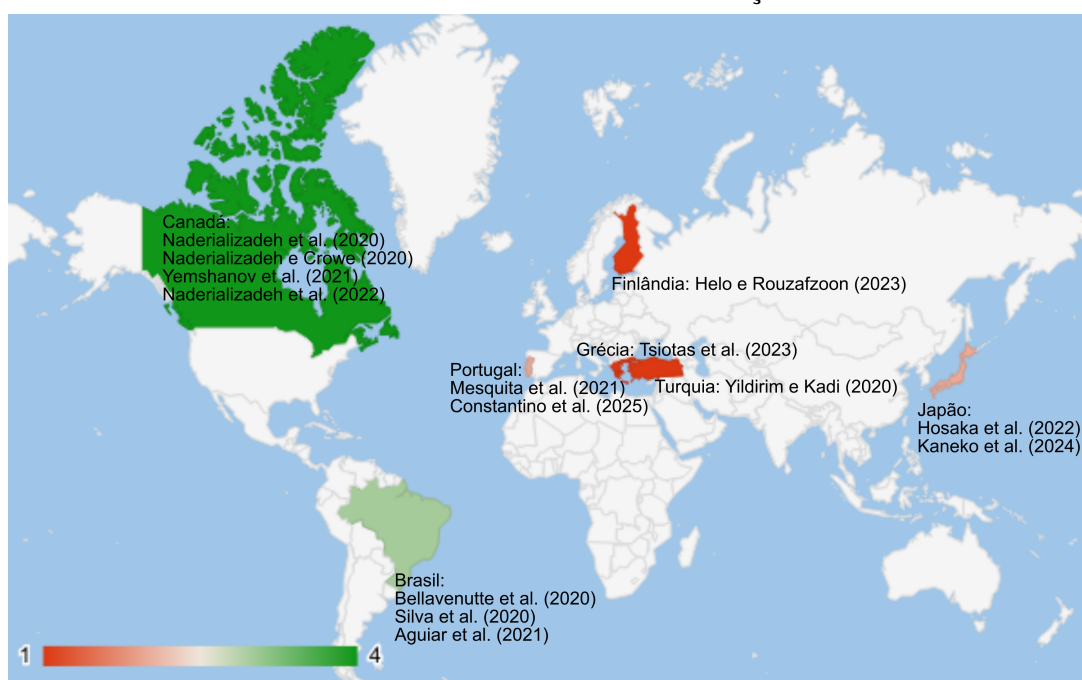 Canadá:
Naderializadeh et al. (2020)
Naderializadeh e Crowe (2020)
Yemshanov et al. (2021)
Naderializadeh et al. (2022)
Finlândia: Helo e Rouzafzoon (2023)
Grécia: Tsiotas et al. (2023)
Portugal:
Mesquita et al. (2021)
Constantino et al. (2025)
Turquia: Yildirim e Kadi (2020)
Japão:
Hosaka et al. (2022)
Kaneko et al. (2024)
Brasil:
Bellavenutte et al. (2020)
Silva et al. (2020)
Aguiar et al. (2021)
1 4